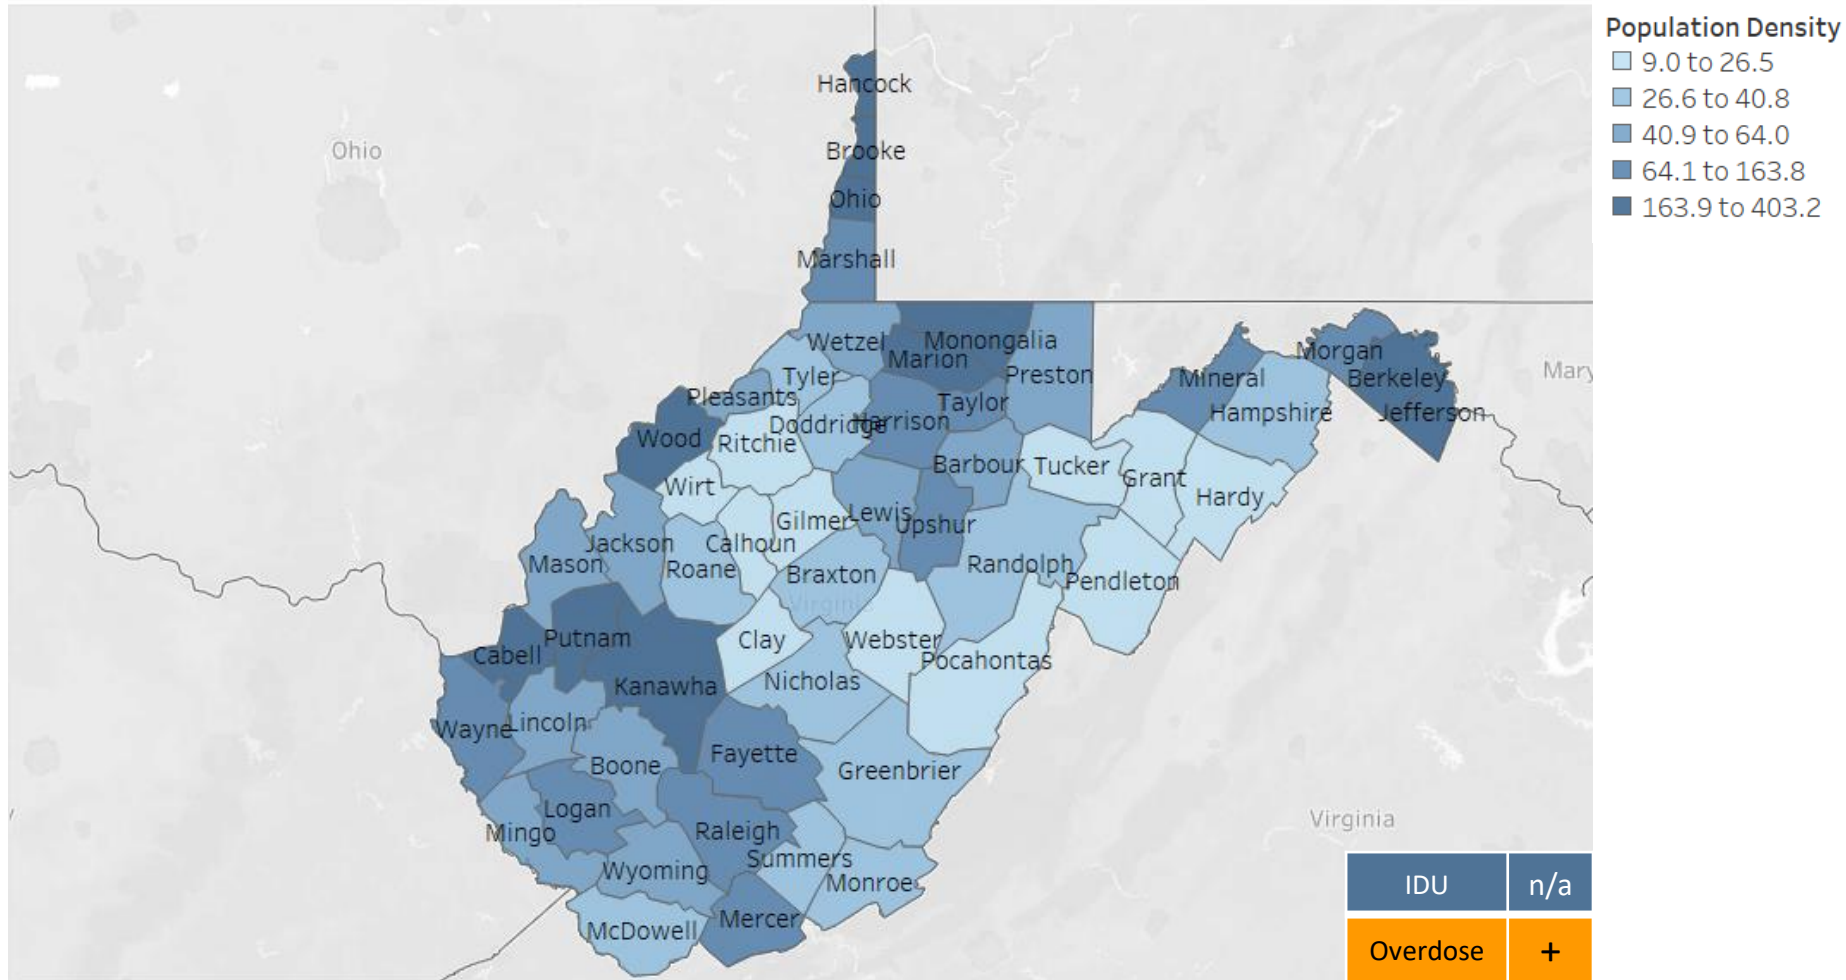 Population Density
9.0 to 26.5
26.6 to 40.8
40.9 to 64.0
64.1 to 163.8
163.9 to 403.2
Hancock
Ohio
Brooke
Ohio
Marshall
Wetzel
Monongalia
Marion
Morgan
Mary
Tyler
Preston
Mineral
Berkeley
Pleasants
Taylor
Hampshire
Jefferson
Doddridge
Harrison
Wood
Ritchie
Barbour
Tucker
Grant
Wirt
Hardy
Gilmer
Lewis
Upshur
Jackson
Calhoun
Mason
Roane
Braxton
Randolph
Pendleton
Virginia
Putnam
Clay
Webster
Cabell
Pocahontas
Kanawha
Nicholas
Wayne
Lincoln
Fayette
Boone
Greenbrier
Logan
Virginia
Mingo
Raleigh
Summers
Wyoming
Monroe
IDU n/a
Mercer
McDowell
Overdose +